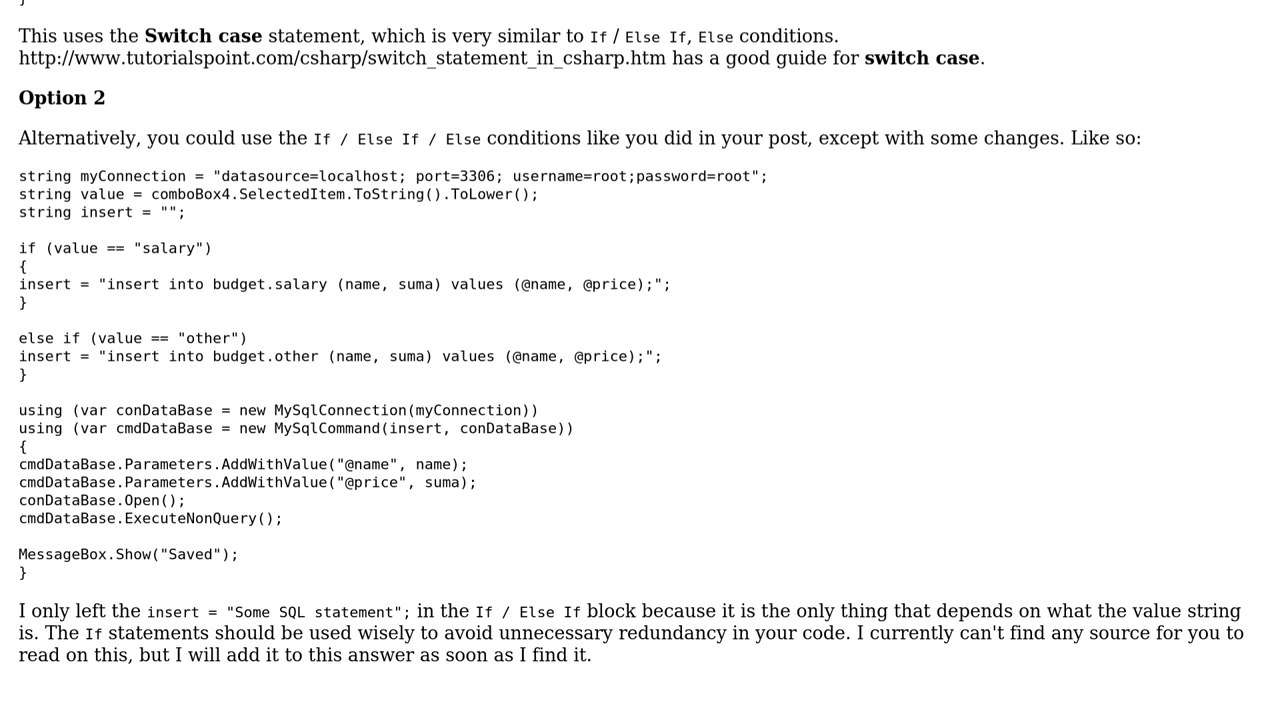 }
This uses the Switch case statement, which is very similar to If / Else If, Else conditions.
http://www.tutorialspoint.com/csharp/switch_statement_in_csharp.htm has a good guide for switch case.
Option 2
Alternatively, you could use the If / Else If / Else conditions like you did in your post, except with some changes. Like so:
string myConnection = "datasource=localhost; port=3306; username=root;password=root";
string value = comboBox4.SelectedItem.ToString().ToLower();
string insert = "";
if (value == "salary")
{
insert = "insert into budget.salary (name, suma) values (@name, @price);";
}
else if (value == "other")
insert = "insert into budget.other (name, suma) values (@name, @price);";
}
using (var conDataBase = new MySqlConnection(myConnection))
using (var cmdDataBase = new MySqlCommand(insert, conDataBase))
{
cmdDataBase.Parameters.AddWithValue("@name", name);
cmdDataBase.Parameters.AddWithValue("@price", suma);
conDataBase.Open();
cmdDataBase.ExecuteNonQuery();
MessageBox.Show("Saved");
}
I only left the insert = "Some SQL statement"; in the If / Else If block because it is the only thing that depends on what the value string
is. The If statements should be used wisely to avoid unnecessary redundancy in your code. I currently can't find any source for you to
read on this, but I will add it to this answer as soon as I find it.